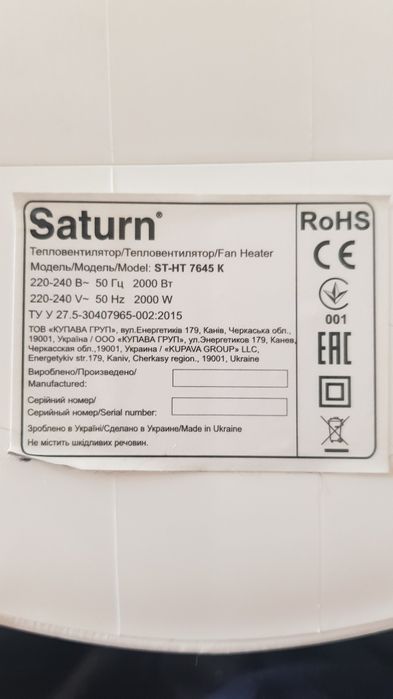 Saturn®
Тепловентилятор/Тепловентилятор/Fan Heater
Модель/Модель/Model: ST-HT 7645 K
220-240 В~ 50 Гц 2000 Вт
220-240 V~ 50 Hz 2000 W
ТУ У 27.5-30407965-002:2015
ТОВ «КУПАВА ГРУП», вул.Енергетиків 179, Канів, Черкаська обл.,
19001, Україна / ООО «КУПАВА ГРУП», ул.Энергетиков 179, Канев,
Черкасская обл.,19001, Украина / «KUPAVA GROUP» LLC,
Energetykiv str.179, Kaniv, Cherkasy region., 19001, Ukraine
Вироблено/Произведено/
Manufactured:
Серійний номер/
Серийный номер/Serial number:
Зроблено в Україні/Сделано в Украине/Made in Ukraine
Не містить шкідливих речовин.
RoHS
CE
001
EAC